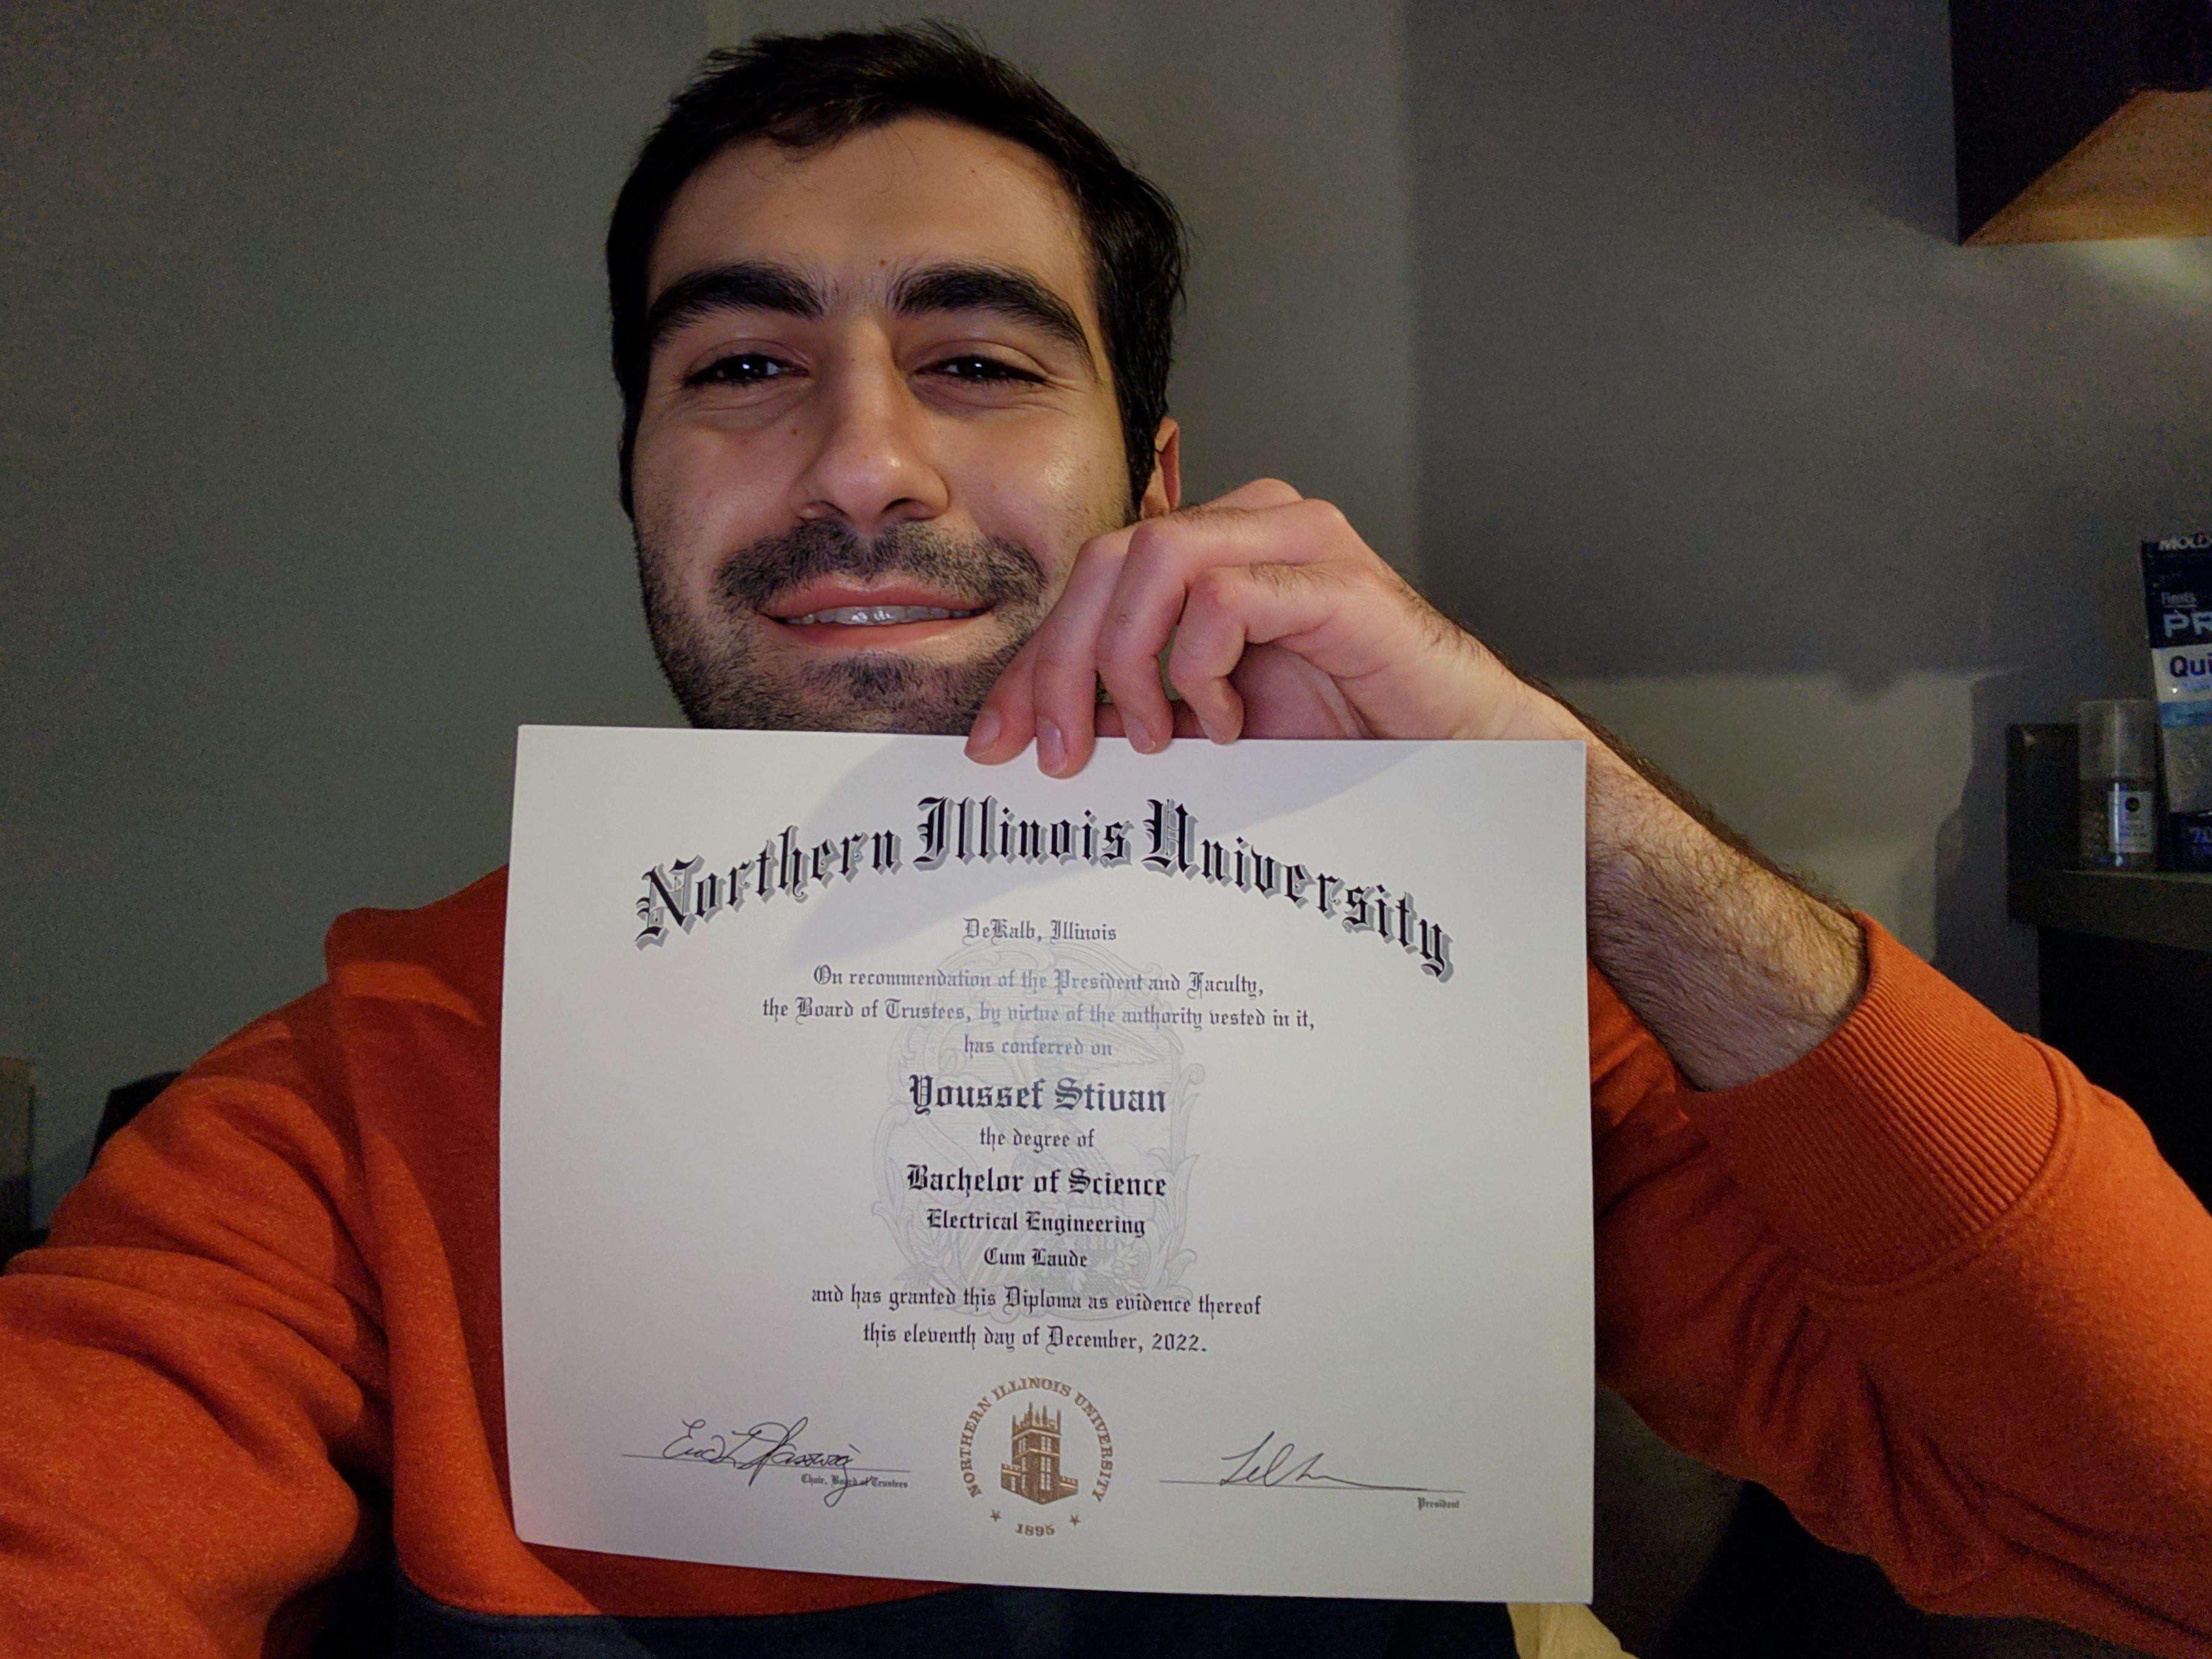 Northern Illinois University
DeKalb, Illinois
On recommendation of the President and Faculty,
the Board of Trustees, by virtue of the authority vested in it,
has conferred on
Youssef Stivan
the degree of
Bachelor of Science
Electrical Engineering
Cum Laude
and has granted this Diploma as evidence thereof
this eleventh day of December, 2022.
Chair, Board of Trustees
NORTHERN ILLINOIS UNIVERSITY
1895
President
Flents
PR
Qui